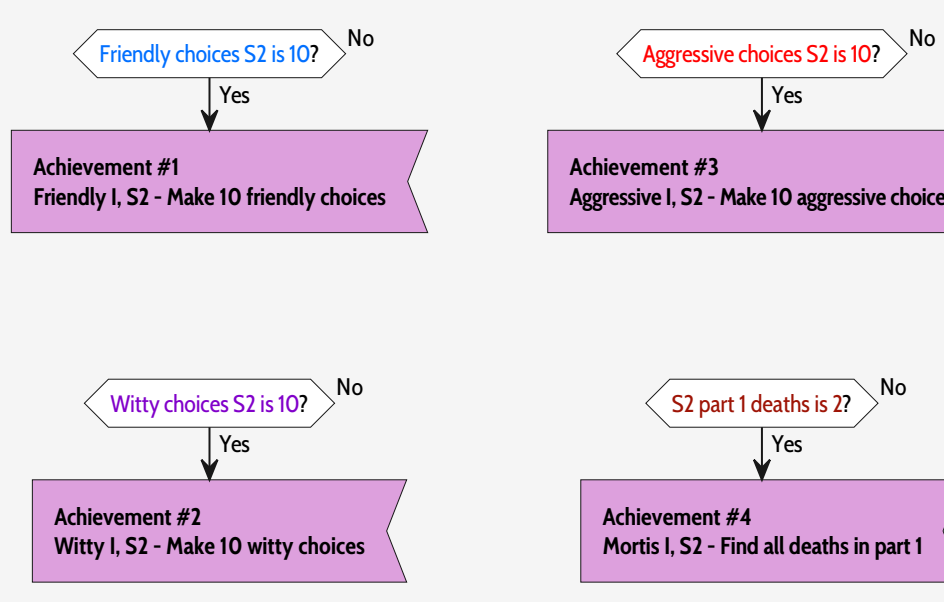 Friendly choices S2 is 10?
No
Yes
Achievement #1
Friendly I, S2 - Make 10 friendly choices
Aggressive choices S2 is 10?
No
Yes
Achievement #3
Aggressive I, S2 - Make 10 aggressive choice
Witty choices S2 is 10?
No
Yes
Achievement #2
Witty I, S2 - Make 10 witty choices
S2 part 1 deaths is 2?
No
Yes
Achievement #4
Mortis I, S2 - Find all deaths in part 1